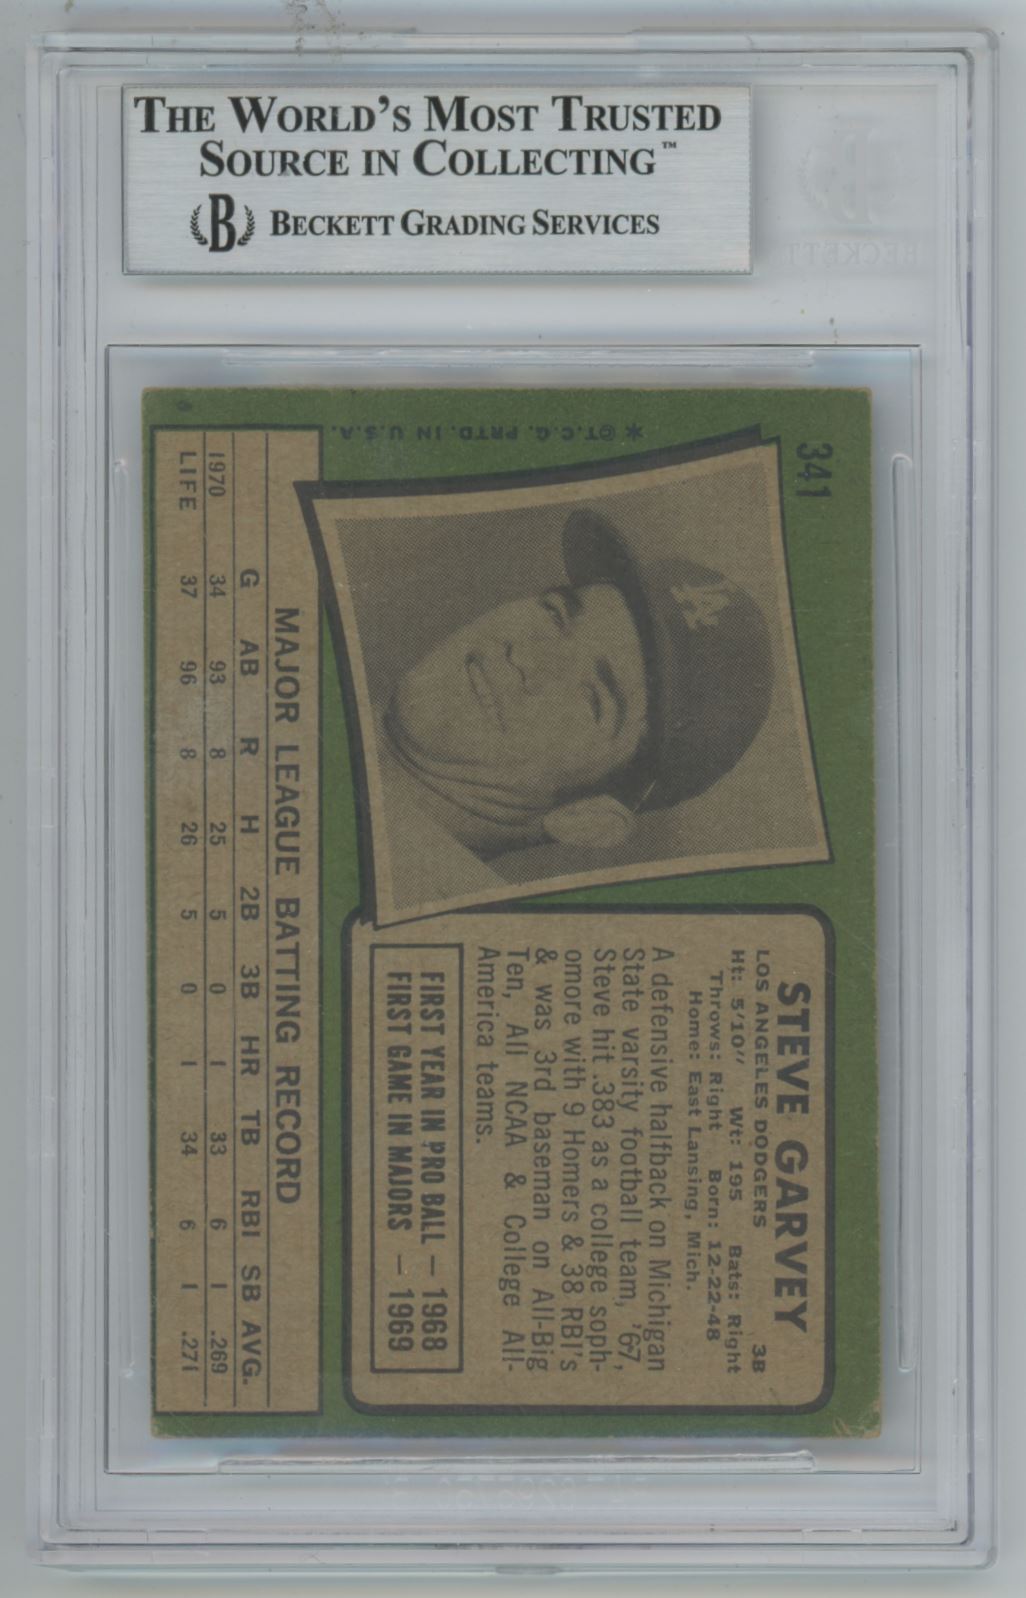 THE WORLD'S MOST TRUSTED
SOURCE IN COLLECTING™
B BECKETT GRADING SERVICES
BECKETT
341
STEVE GARVEY
LOS ANGELES DODGERS 3B
Ht: 5'10" Wt: 195 Bats: Right
Throws: Right Born: 12-22-48
Home: East Lansing, Mich.
A defensive halfback on Michigan
State varsity football team, '67,
Steve hit .383 as a college soph-
omore with 9 Homers & 38 RBI's
& was 3rd baseman on All-Big
Ten, All NCAA & College All-
America teams.
FIRST YEAR IN PRO BALL — 1968
FIRST GAME IN MAJORS — 1969
LA
MAJOR LEAGUE BATTING RECORD
G AB R H 2B 3B HR TB RBI SB AVG.
1970 34 93 8 25 5 0 1 33 6 1 .269
LIFE 37 96 8 26 5 0 1 34 6 1 .271
*©T.C.G. PRTD. IN U.S.A.